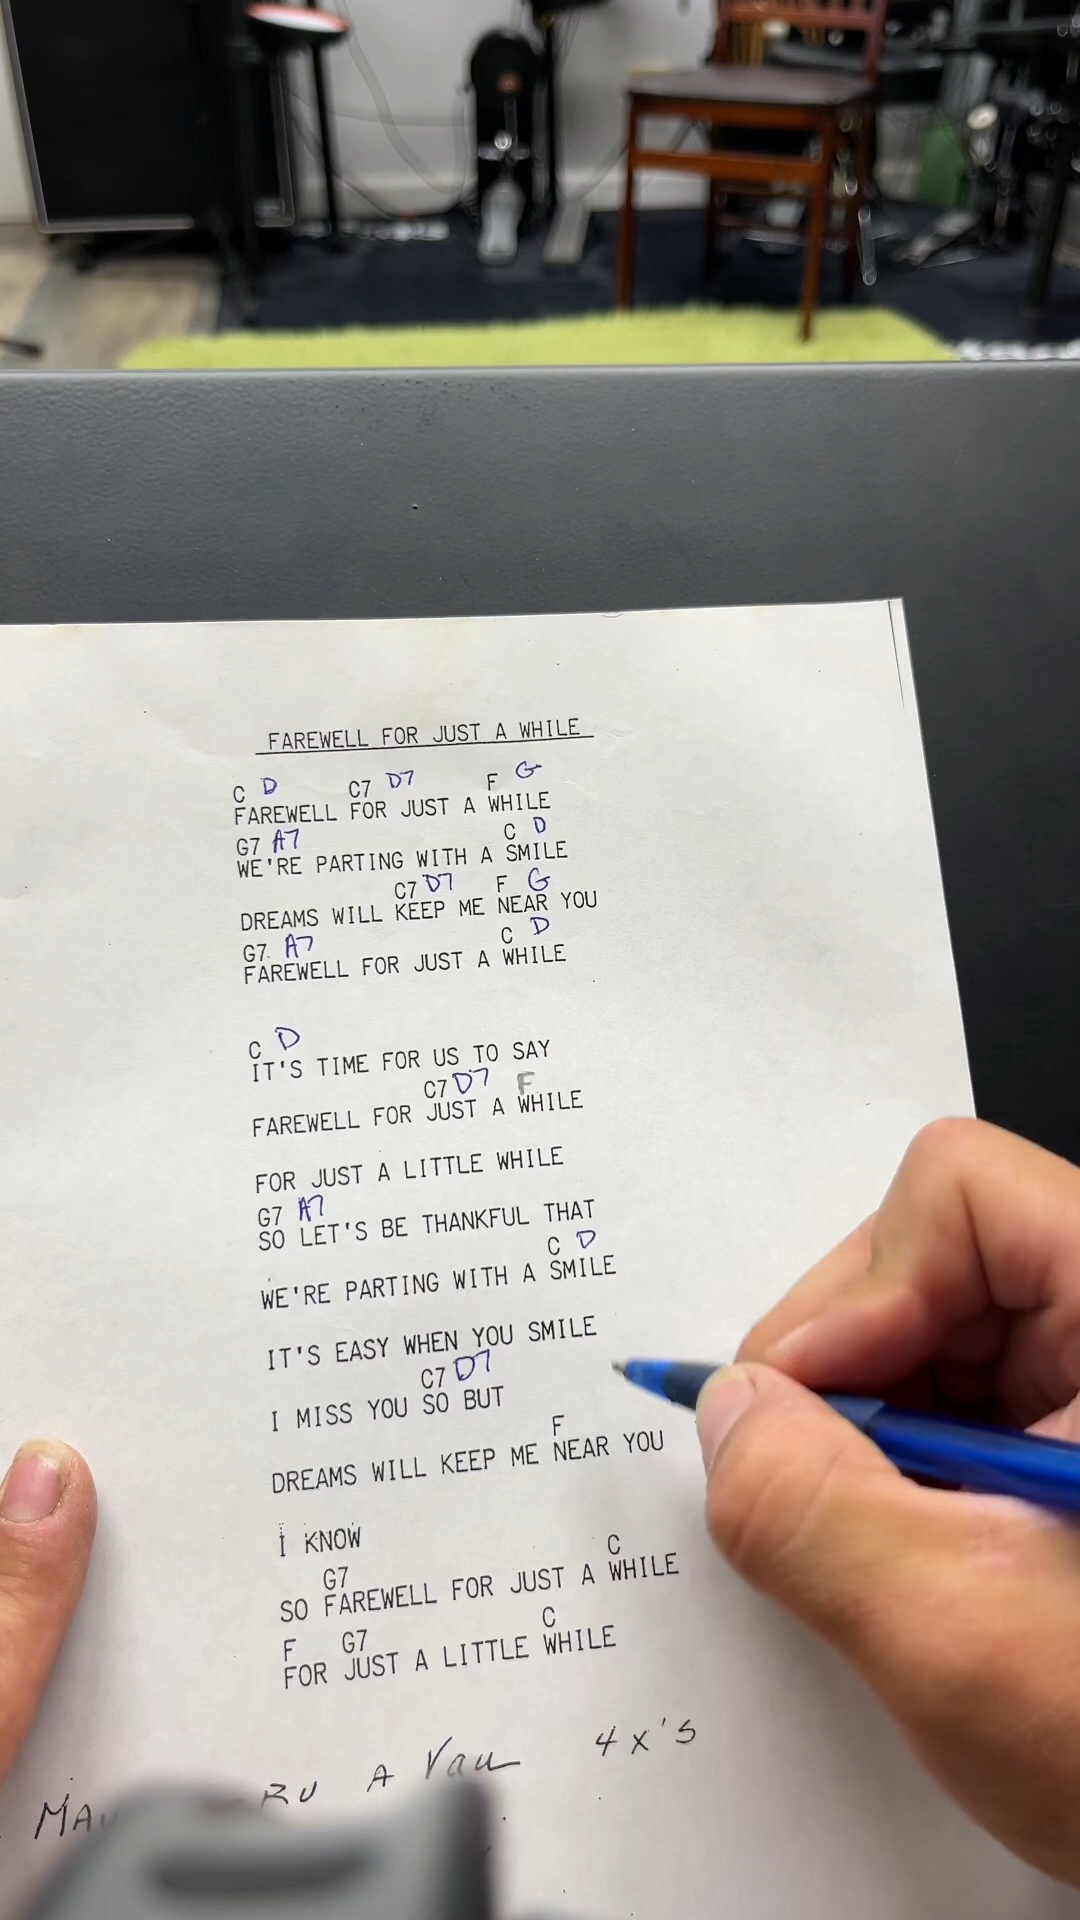 FAREWELL FOR JUST A WHILE
C D C7 D7 F G
FAREWELL FOR JUST A WHILE
G7 A7 C D
WE'RE PARTING WITH A SMILE
C7 D7 F G
DREAMS WILL KEEP ME NEAR YOU
G7 A7 C D
FAREWELL FOR JUST A WHILE
C D
IT'S TIME FOR US TO SAY
C7 D7 F
FAREWELL FOR JUST A WHILE
FOR JUST A LITTLE WHILE
G7 A7
SO LET'S BE THANKFUL THAT
C D
WE'RE PARTING WITH A SMILE
IT'S EASY WHEN YOU SMILE
C7 D7
I MISS YOU SO BUT
F
DREAMS WILL KEEP ME NEAR YOU
I KNOW
G7 C
SO FAREWELL FOR JUST A WHILE
F G7 C
FOR JUST A LITTLE WHILE
A Vau 4 x's